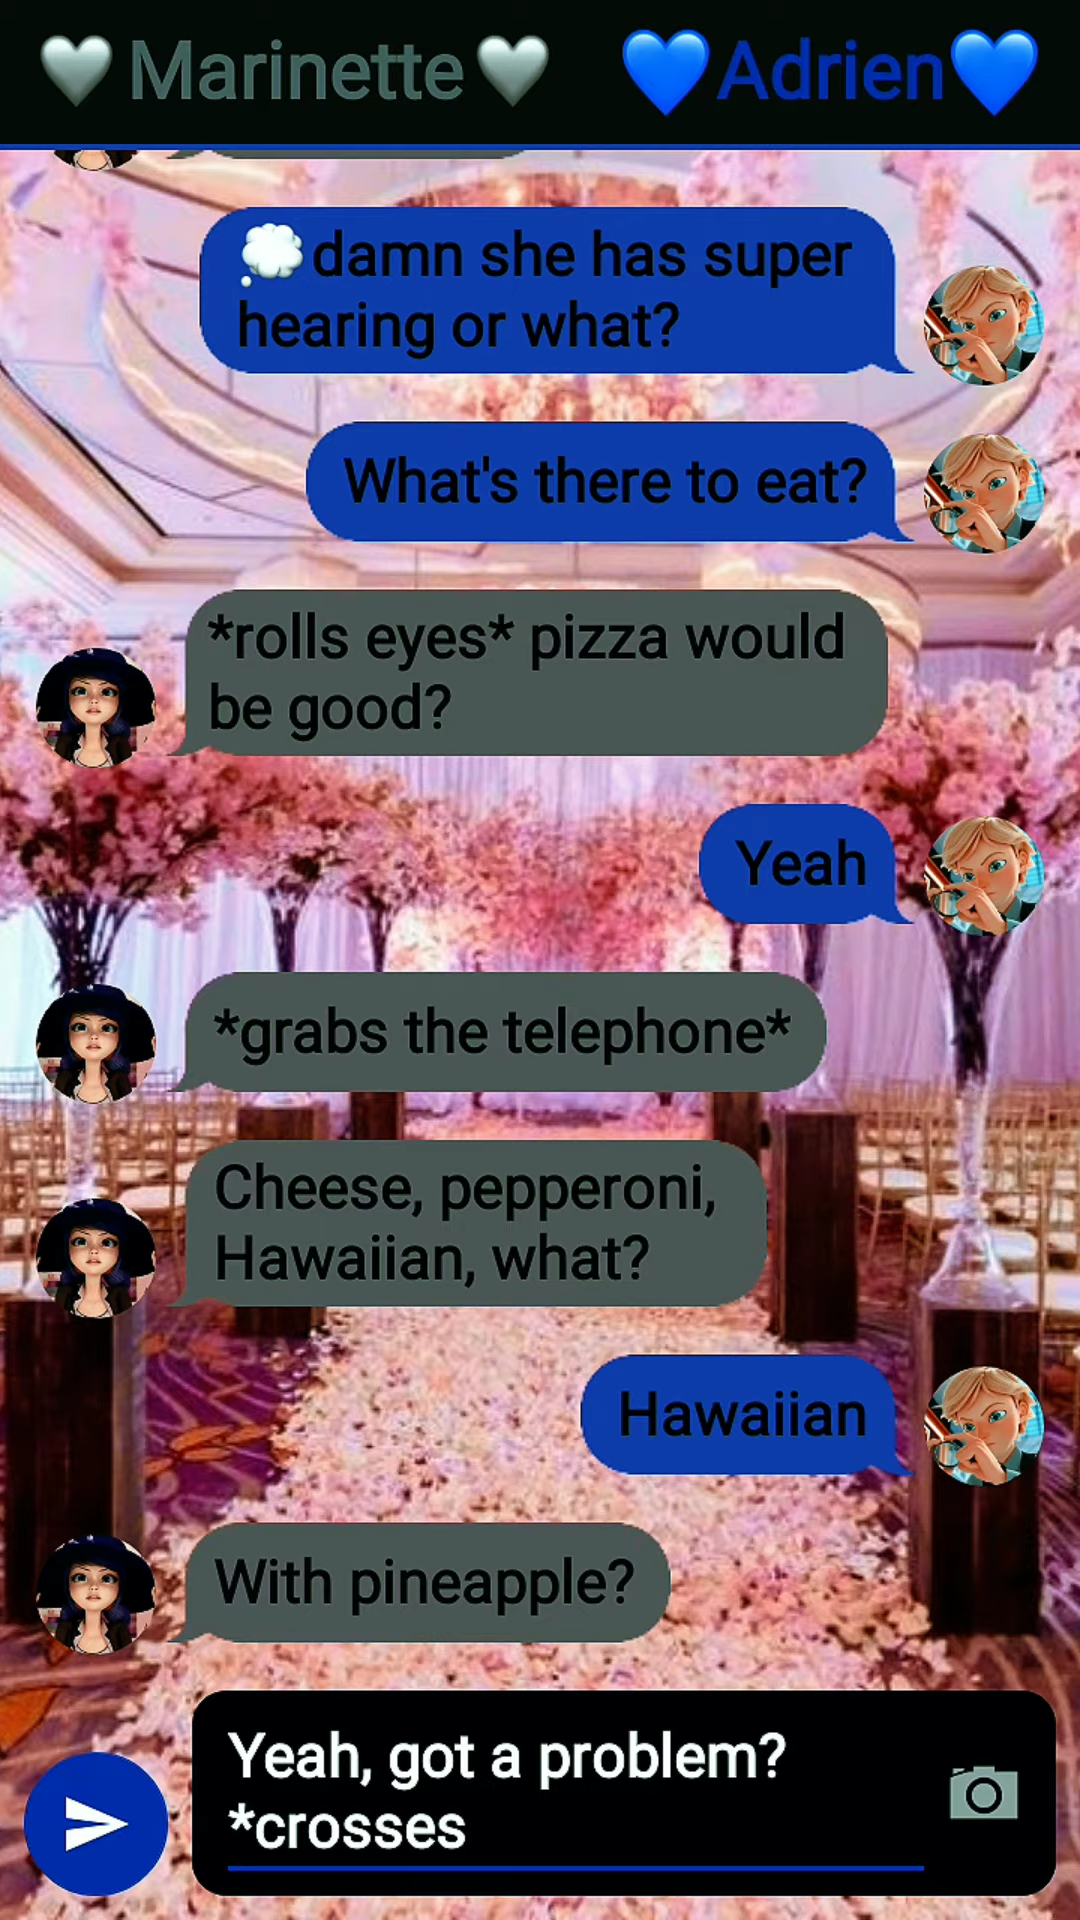 🤍Marinette🤍 💙Adrien💙
💭damn she has super
hearing or what?
What's there to eat?
*rolls eyes* pizza would
be good?
Yeah
*grabs the telephone*
Cheese, pepperoni,
Hawaiian, what?
Hawaiian
With pineapple?
Yeah, got a problem?
*crosses